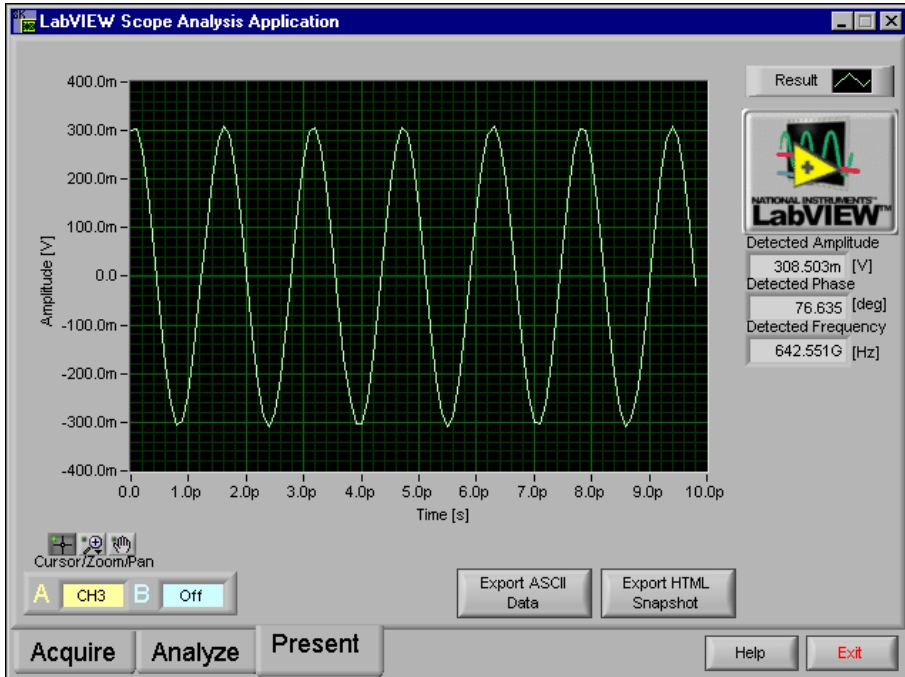 LabVIEW Scope Analysis Application
400.0m
300.0m
200.0m
100.0m
0.0
-100.0m
-200.0m
-300.0m
-400.0m
Amplitude [V]
0.0 1.0p 2.0p 3.0p 4.0p 5.0p 6.0p 7.0p 8.0p 9.0p 10.0p
Time [s]
Result
NATIONAL INSTRUMENTS™
LabVIEW™
Detected Amplitude
308.503m [V]
Detected Phase
76.635 [deg]
Detected Frequency
642.551G [Hz]
Cursor/Zoom/Pan
A CH3 B Off
Export ASCII
Data
Export HTML
Snapshot
Acquire Analyze Present
Help Exit